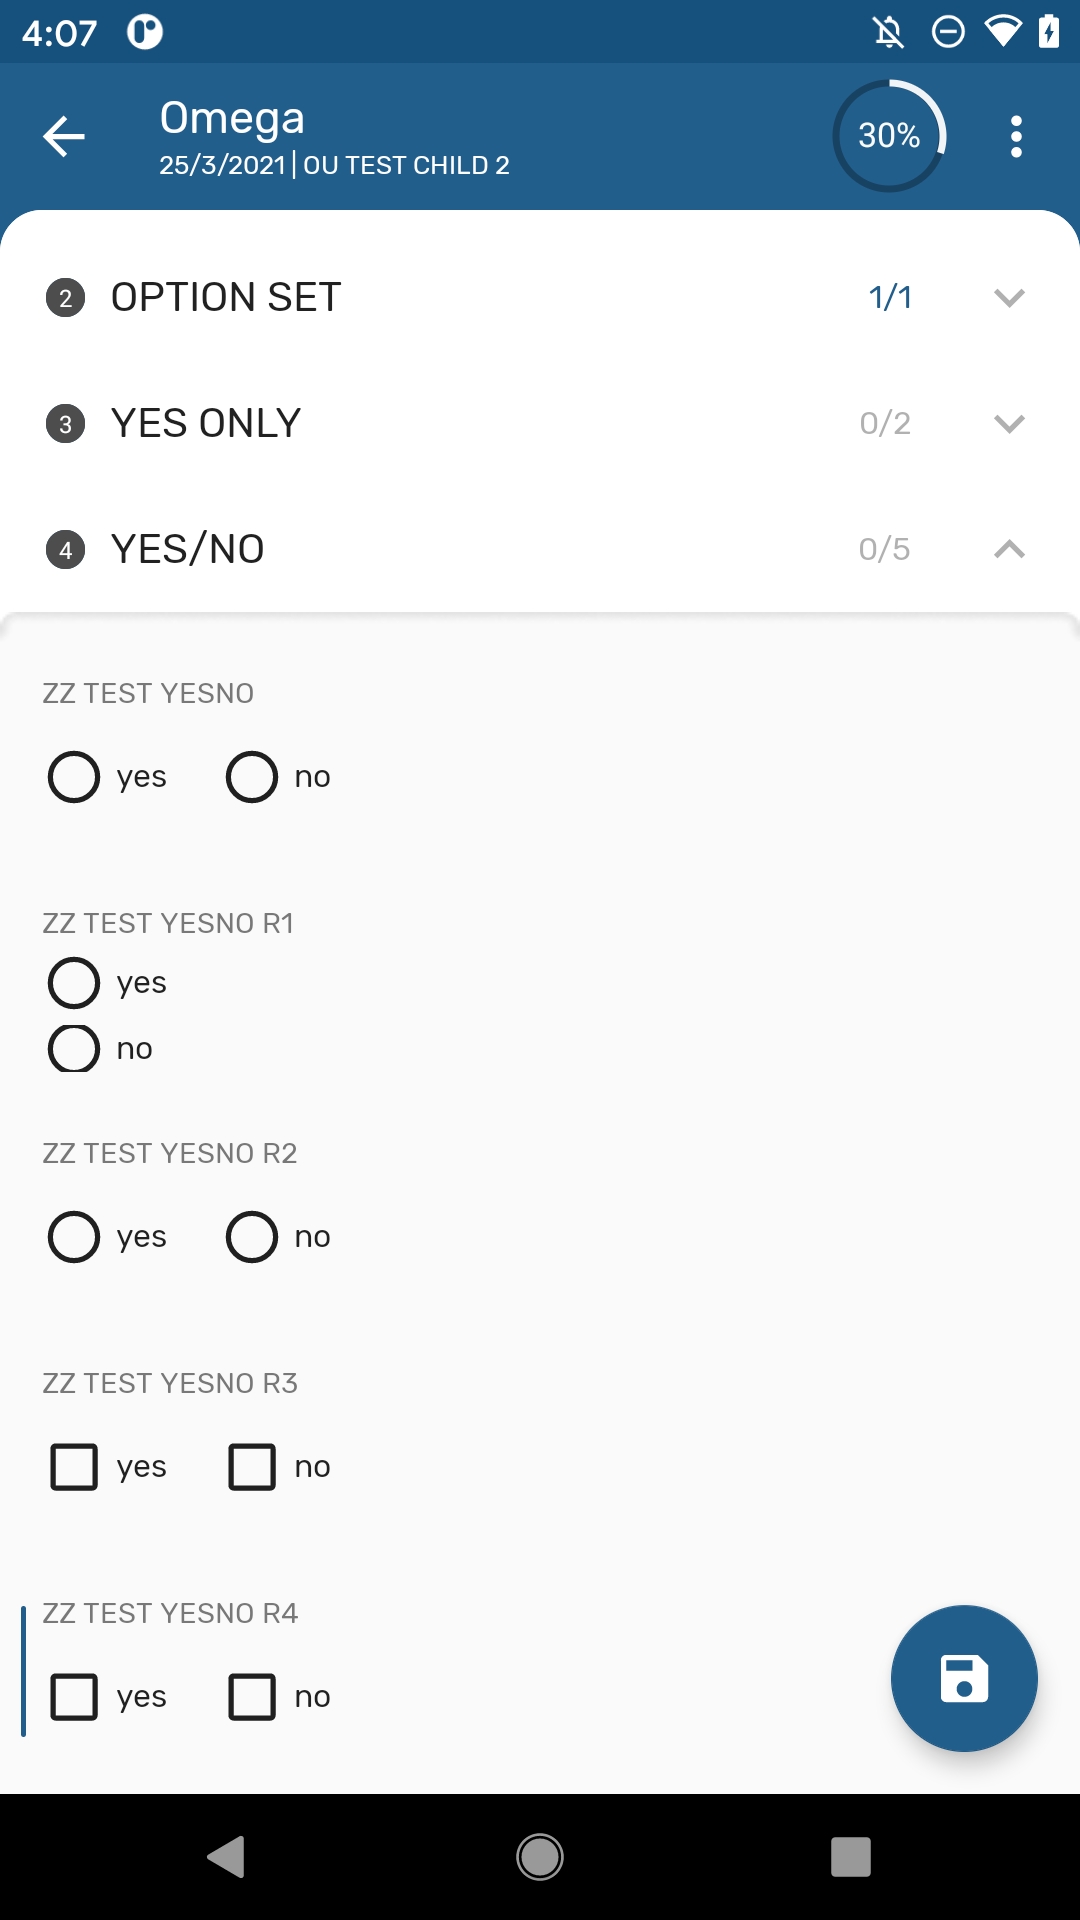 4:07
Omega
25/3/2021 | OU TEST CHILD 2
30%
2 OPTION SET 1/1
3 YES ONLY 0/2
4 YES/NO 0/5
ZZ TEST YESNO
yes no
ZZ TEST YESNO R1
yes
no
ZZ TEST YESNO R2
yes no
ZZ TEST YESNO R3
yes no
ZZ TEST YESNO R4
yes no